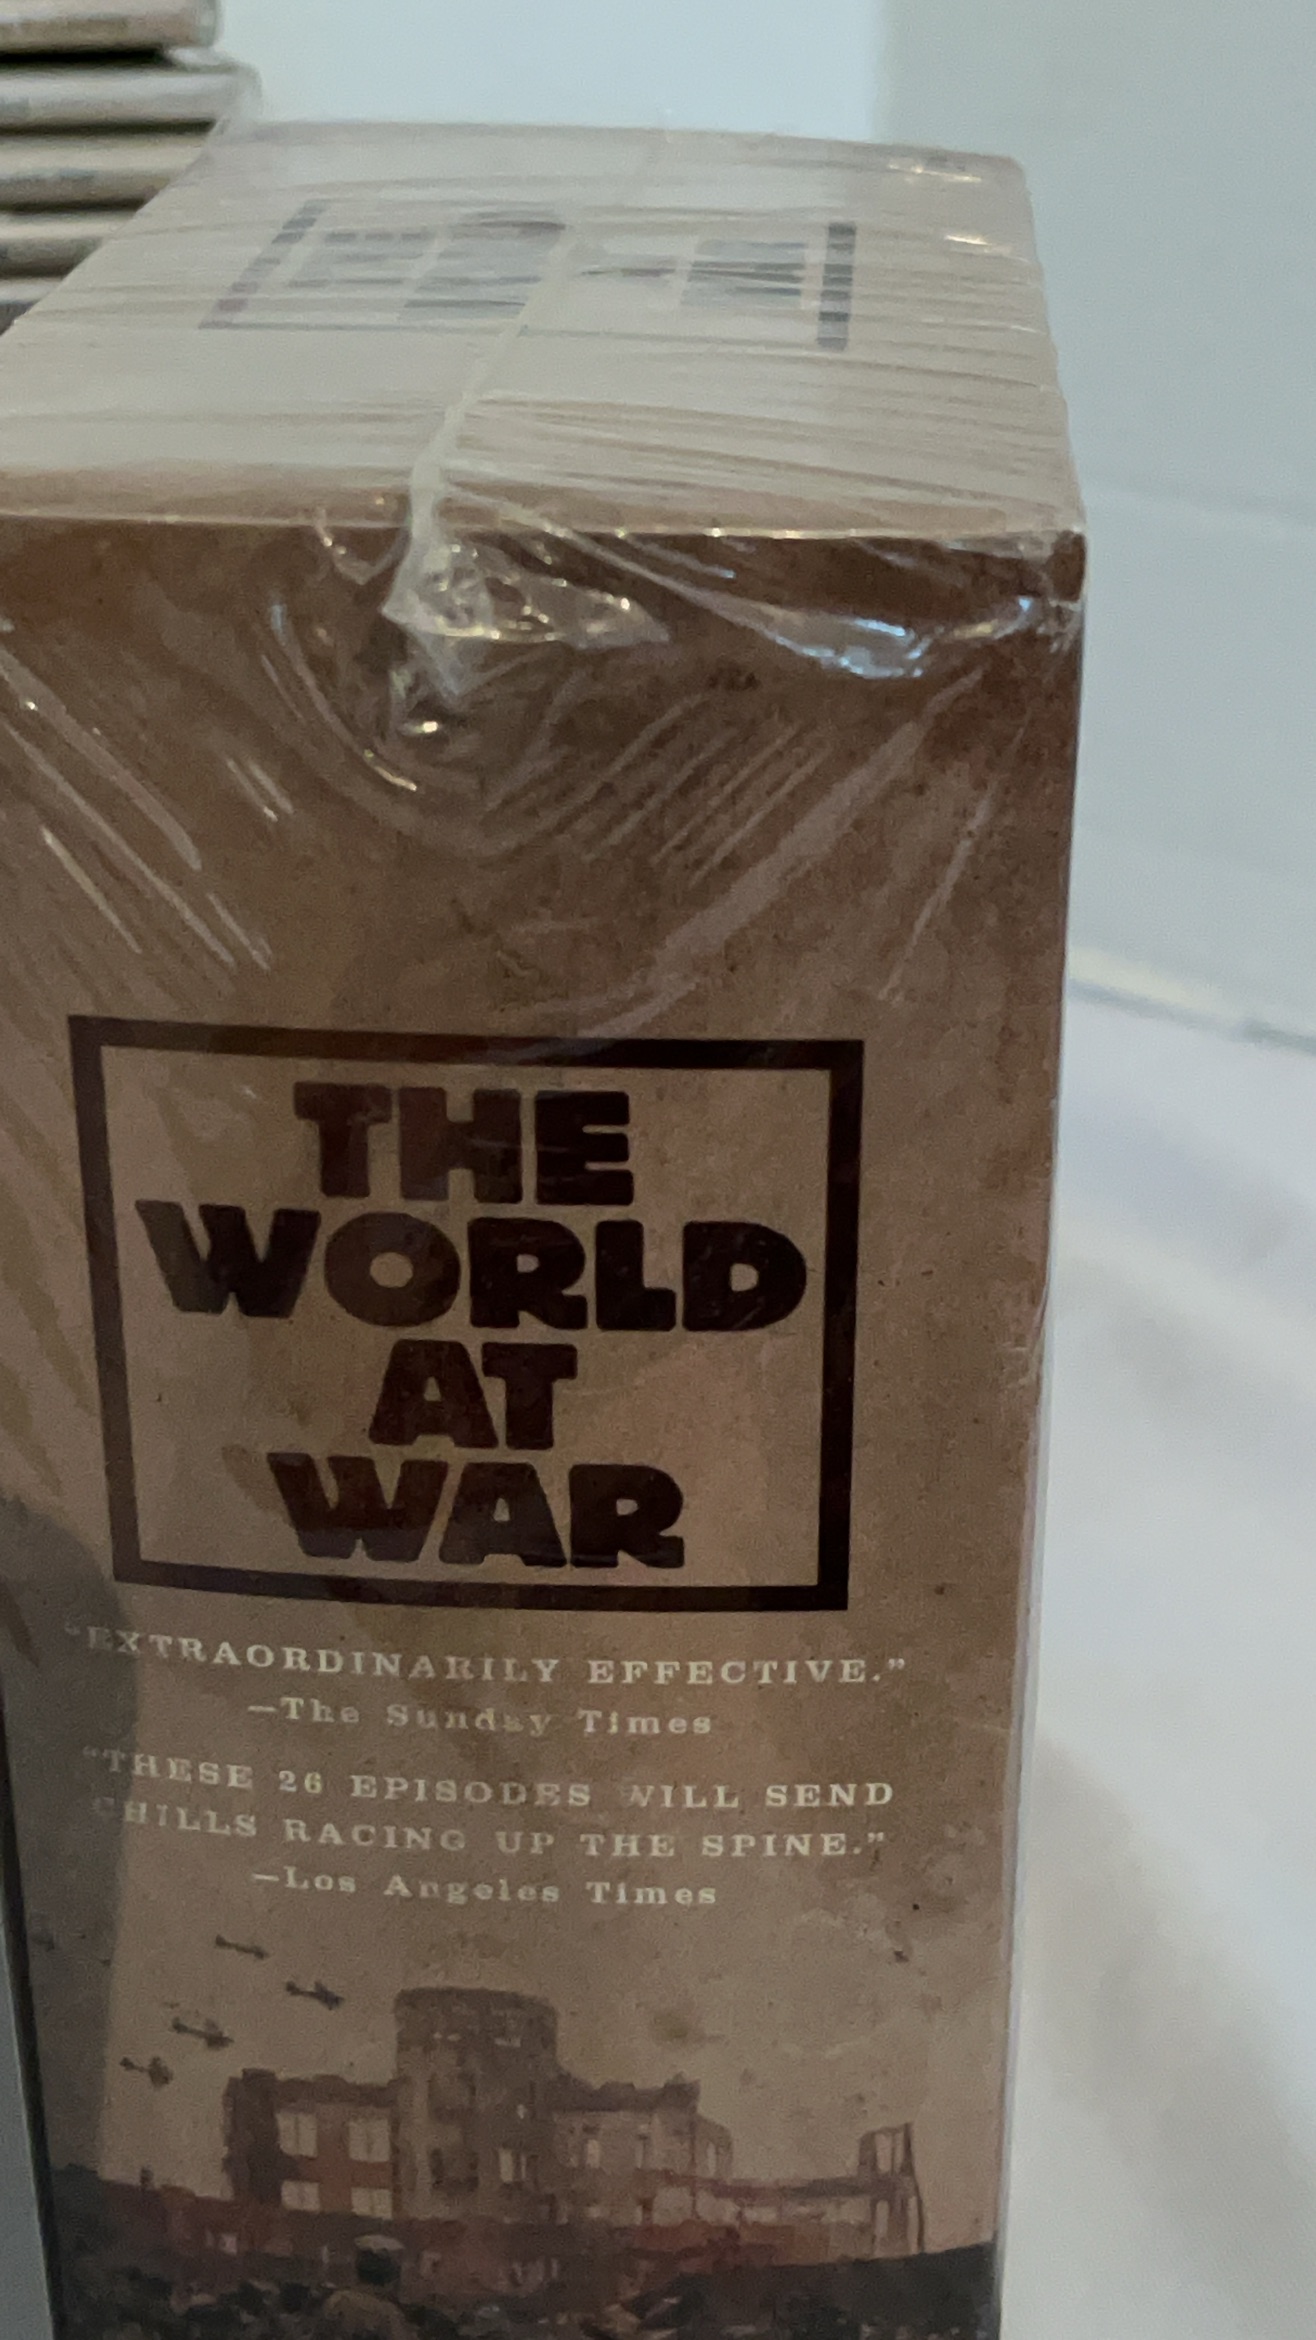 THE
WORLD
AT
WAR
"EXTRAORDINARILY EFFECTIVE."
—The Sunday Times
"THESE 26 EPISODES WILL SEND
CHILLS RACING UP THE SPINE."
—Los Angeles Times